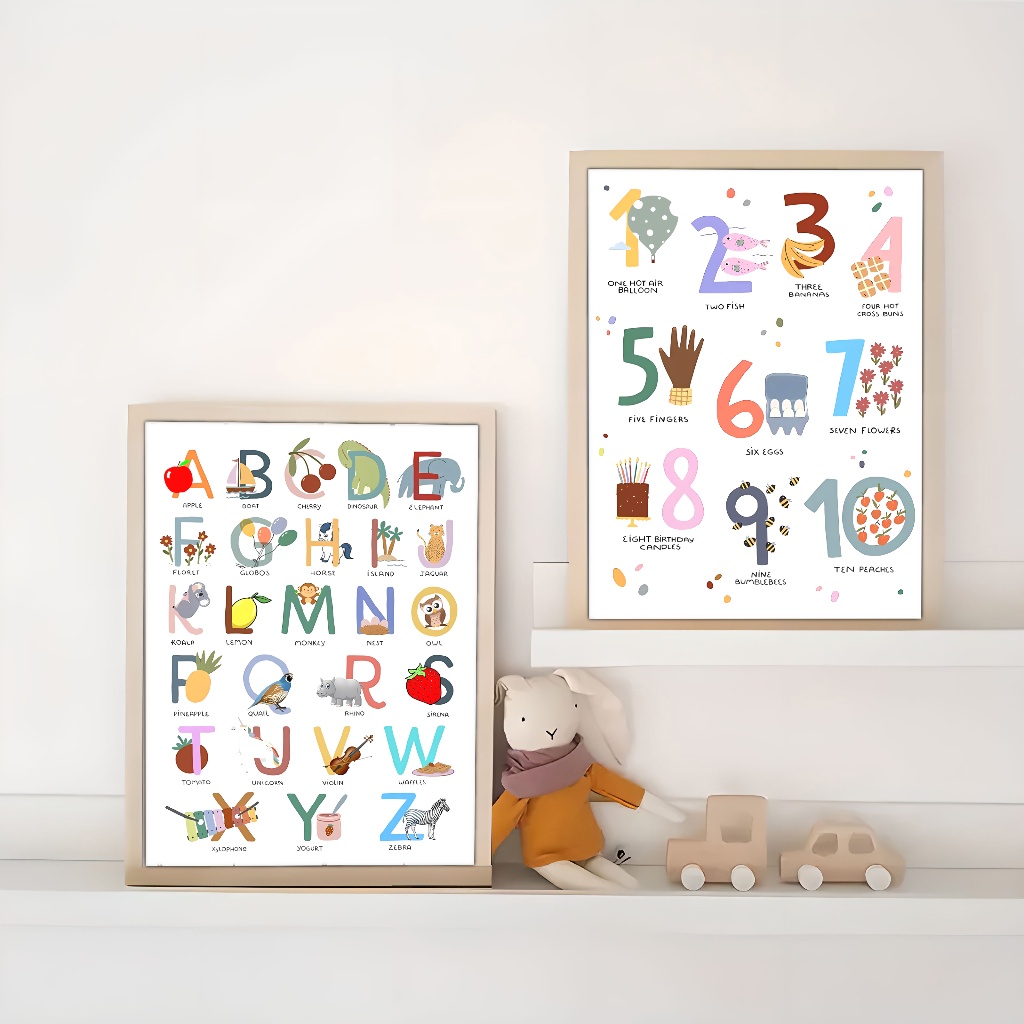 A B C D E
APPLE BOAT CHERRY DINOSAUR ELEPHANT
F G H I J
FLORET GLOBOS HORSE ISLAND JAGUAR
K L M N O
KOALA LEMON MONKEY NEST OWL
P Q R S
PINEAPPLE QUAIL RHINO SIRENA
T U V W
TOMATO UNICORN VIOLIN WAFFLES
X Y Z
XYLOPHONE YOGURT ZEBRA
1 2 3 4
ONE HOT AIR
BALLOON
TWO FISH
THREE
BANANAS
FOUR HOT
CROSS BUNS
5 6 7
FIVE FINGERS
SIX EGGS
SEVEN FLOWERS
8 9 10
EIGHT BIRTHDAY
CANDLES
NINE
BUMBLEBEES
TEN PEACHES